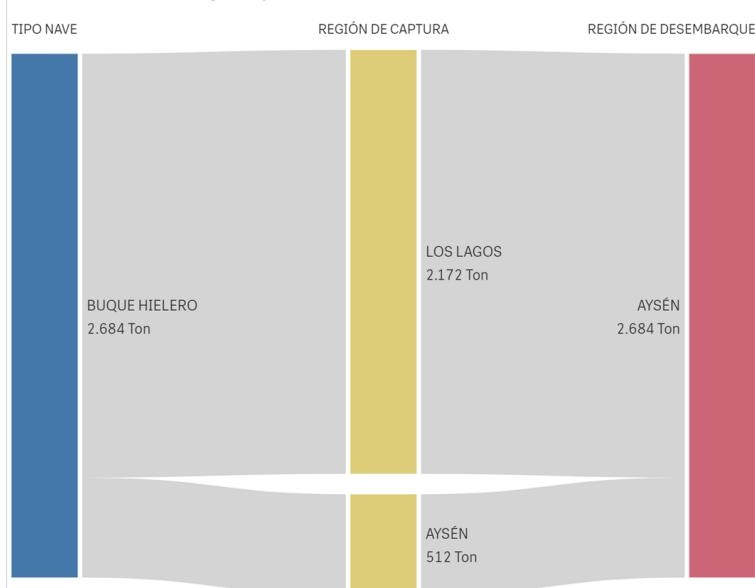 TIPO NAVE
REGIÓN DE CAPTURA
REGIÓN DE DESEMBARQUE
LOS LAGOS
2.172 Ton
BUQUE HIELERO
2.684 Ton
AYSÉN
2.684 Ton
AYSÉN
512 Ton